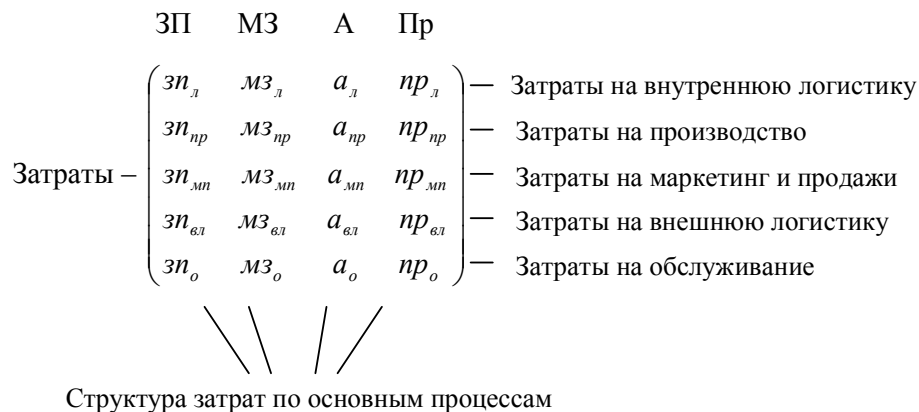 ЗП МЗ А Пр
зп_л мз_л а_л пр_л — Затраты на внутреннюю логистику
зп_пр мз_пр а_пр пр_пр — Затраты на производство
Затраты – зп_мп мз_мп а_мп пр_мп — Затраты на маркетинг и продажи
зп_вл мз_вл а_вл пр_вл — Затраты на внешнюю логистику
зп_о мз_о а_о пр_о — Затраты на обслуживание
Структура затрат по основным процессам